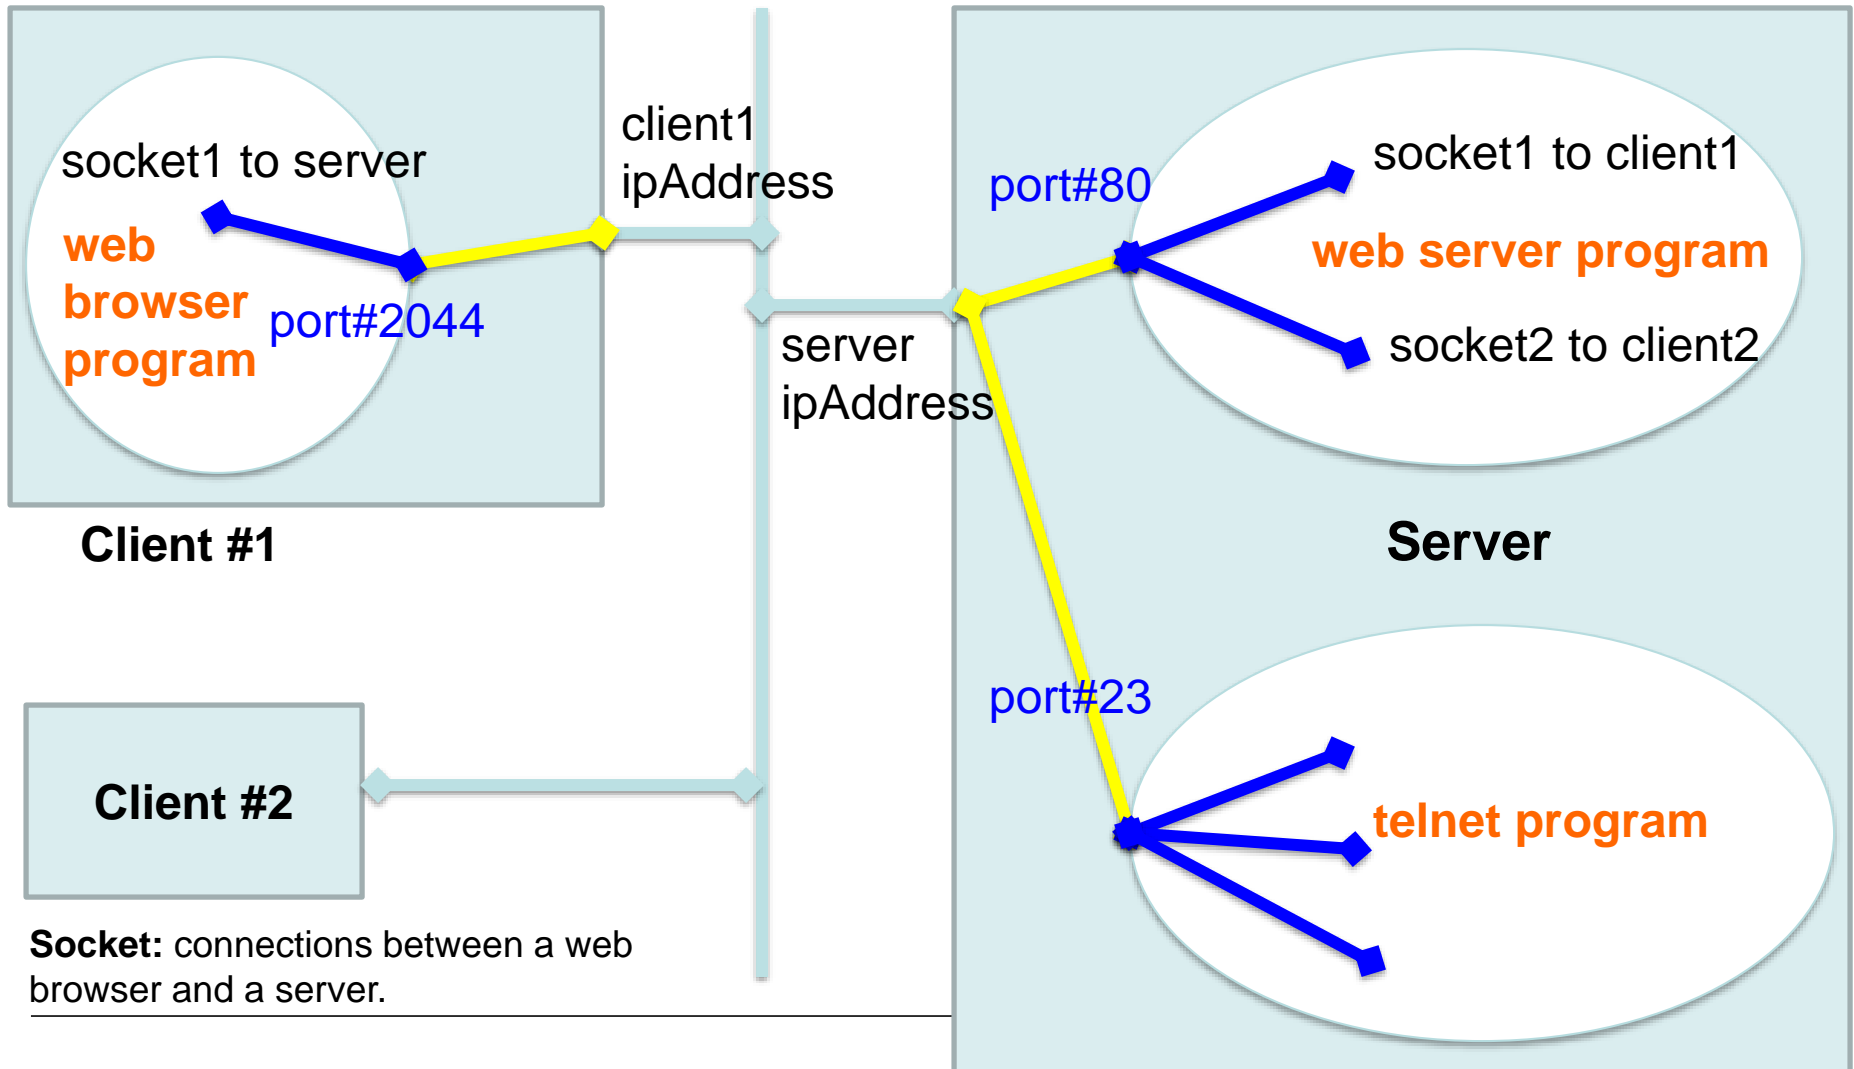 socket1 to server
web
browser
program
port#2044
client1
ipAddress
Client #1
server
ipAddress
port#80
socket1 to client1
web server program
socket2 to client2
Server
port#23
telnet program
Client #2
Socket: connections between a web
browser and a server.